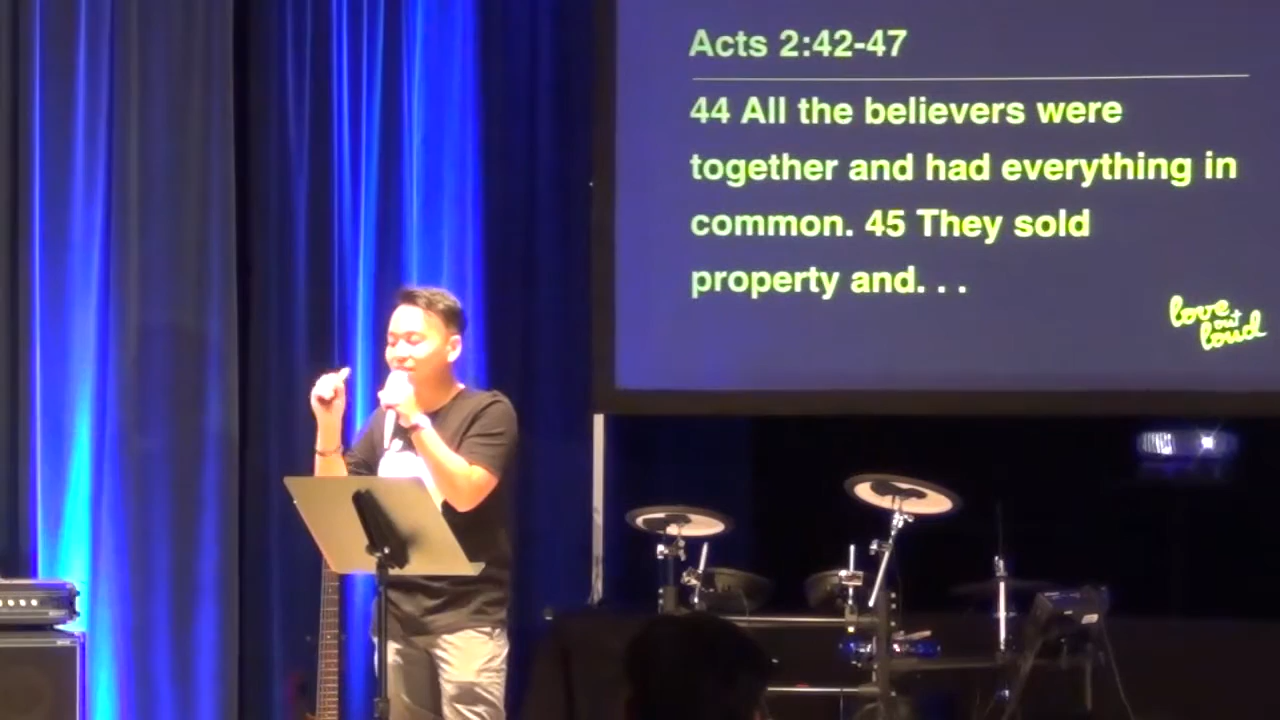 Acts 2:42-47
44 All the believers were
together and had everything in
common. 45 They sold
property and. . .
love
out
loud